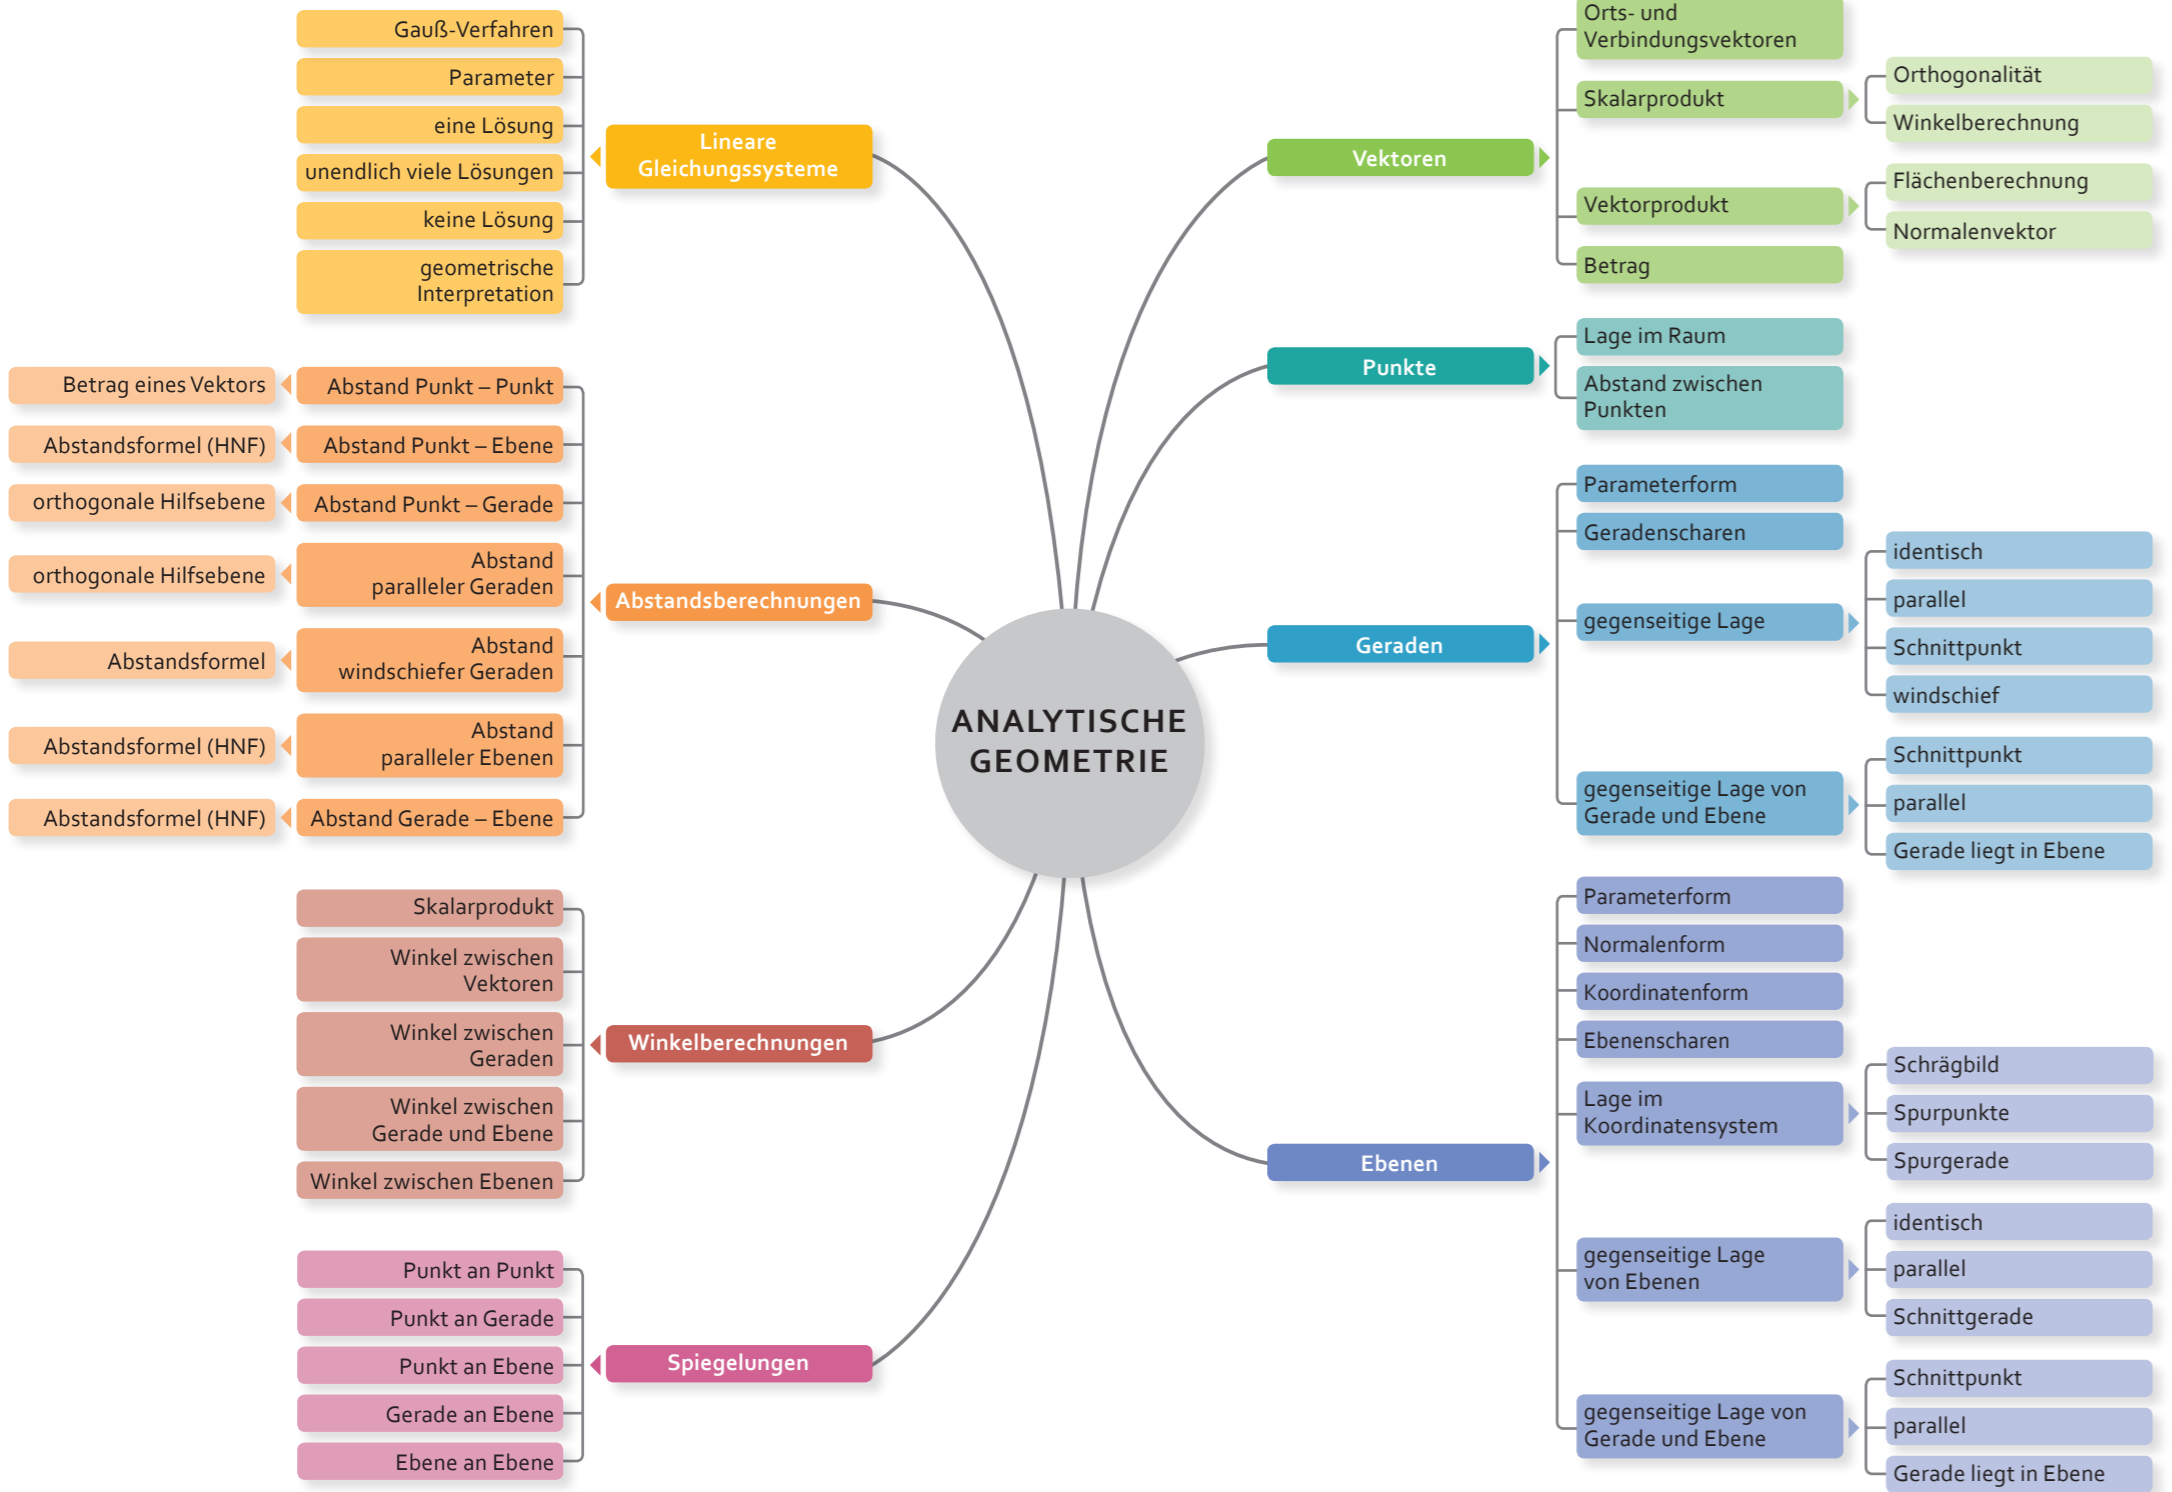 ANALYTISCHE
GEOMETRIE
Lineare
Gleichungssysteme
Gauß-Verfahren
Parameter
eine Lösung
unendlich viele Lösungen
keine Lösung
geometrische
Interpretation
Abstandsberechnungen
Abstand Punkt – Punkt
Betrag eines Vektors
Abstand Punkt – Ebene
Abstandsformel (HNF)
Abstand Punkt – Gerade
orthogonale Hilfsebene
Abstand
paralleler Geraden
orthogonale Hilfsebene
Abstand
windschiefer Geraden
Abstandsformel
Abstand
paralleler Ebenen
Abstandsformel (HNF)
Abstand Gerade – Ebene
Abstandsformel (HNF)
Winkelberechnungen
Skalarprodukt
Winkel zwischen
Vektoren
Winkel zwischen
Geraden
Winkel zwischen
Gerade und Ebene
Winkel zwischen Ebenen
Spiegelungen
Punkt an Punkt
Punkt an Gerade
Punkt an Ebene
Gerade an Ebene
Ebene an Ebene
Vektoren
Orts- und
Verbindungsvektoren
Skalarprodukt
Orthogonalität
Winkelberechnung
Vektorprodukt
Flächenberechnung
Normalenvektor
Betrag
Punkte
Lage im Raum
Abstand zwischen
Punkten
Geraden
Parameterform
Geradenscharen
gegenseitige Lage
identisch
parallel
Schnittpunkt
windschief
gegenseitige Lage von
Gerade und Ebene
Schnittpunkt
parallel
Gerade liegt in Ebene
Ebenen
Parameterform
Normalenform
Koordinatenform
Ebenenscharen
Lage im
Koordinatensystem
Schrägbild
Spurpunkte
Spurgerade
gegenseitige Lage
von Ebenen
identisch
parallel
Schnittgerade
gegenseitige Lage von
Gerade und Ebene
Schnittpunkt
parallel
Gerade liegt in Ebene